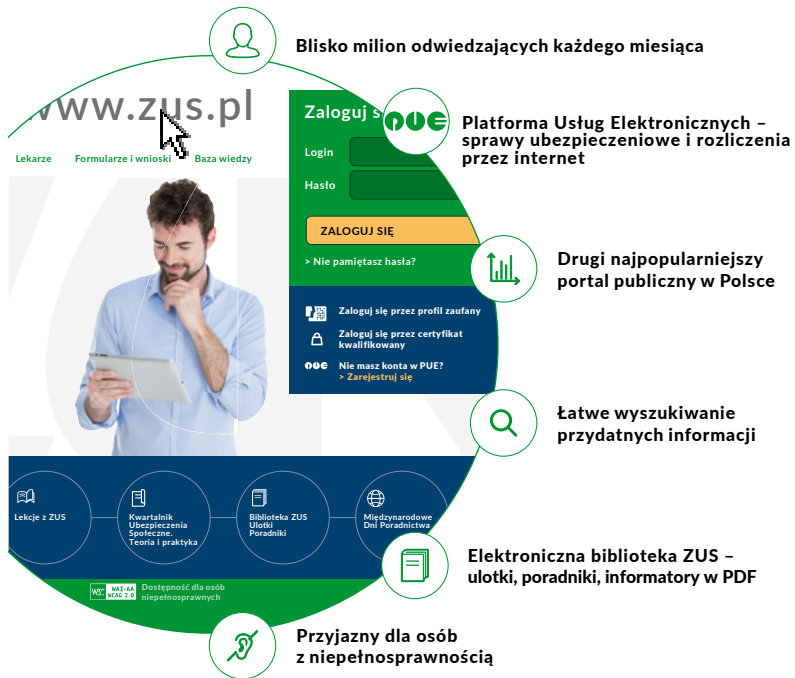 Blisko milion odwiedzających każdego miesiąca
www.zus.pl
Lekarze Formularze i wnioski Baza wiedzy
Zaloguj
Login
Hasło
ZALOGUJ SIĘ
> Nie pamiętasz hasła?
Zaloguj się przez profil zaufany
Zaloguj się przez certyfikat
kwalifikowany
PUE
Nie masz konta w PUE?
> Zarejestruj się
PUE
Platforma Usług Elektronicznych –
sprawy ubezpieczeniowe i rozliczenia
przez internet
Drugi najpopularniejszy
portal publiczny w Polsce
Łatwe wyszukiwanie
przydatnych informacji
Lekcje z ZUS
Kwartalnik
Ubezpieczenia
Społeczne.
Teoria i praktyka
Biblioteka ZUS
Ulotki
Poradniki
Międzynarodowe
Dni Poradnictwa
Elektroniczna biblioteka ZUS –
ulotki, poradniki, informatory w PDF
W3C WAI-AA
WCAG 2.0
Dostępność dla osób
niepełnosprawnych
Przyjazny dla osób
z niepełnosprawnością